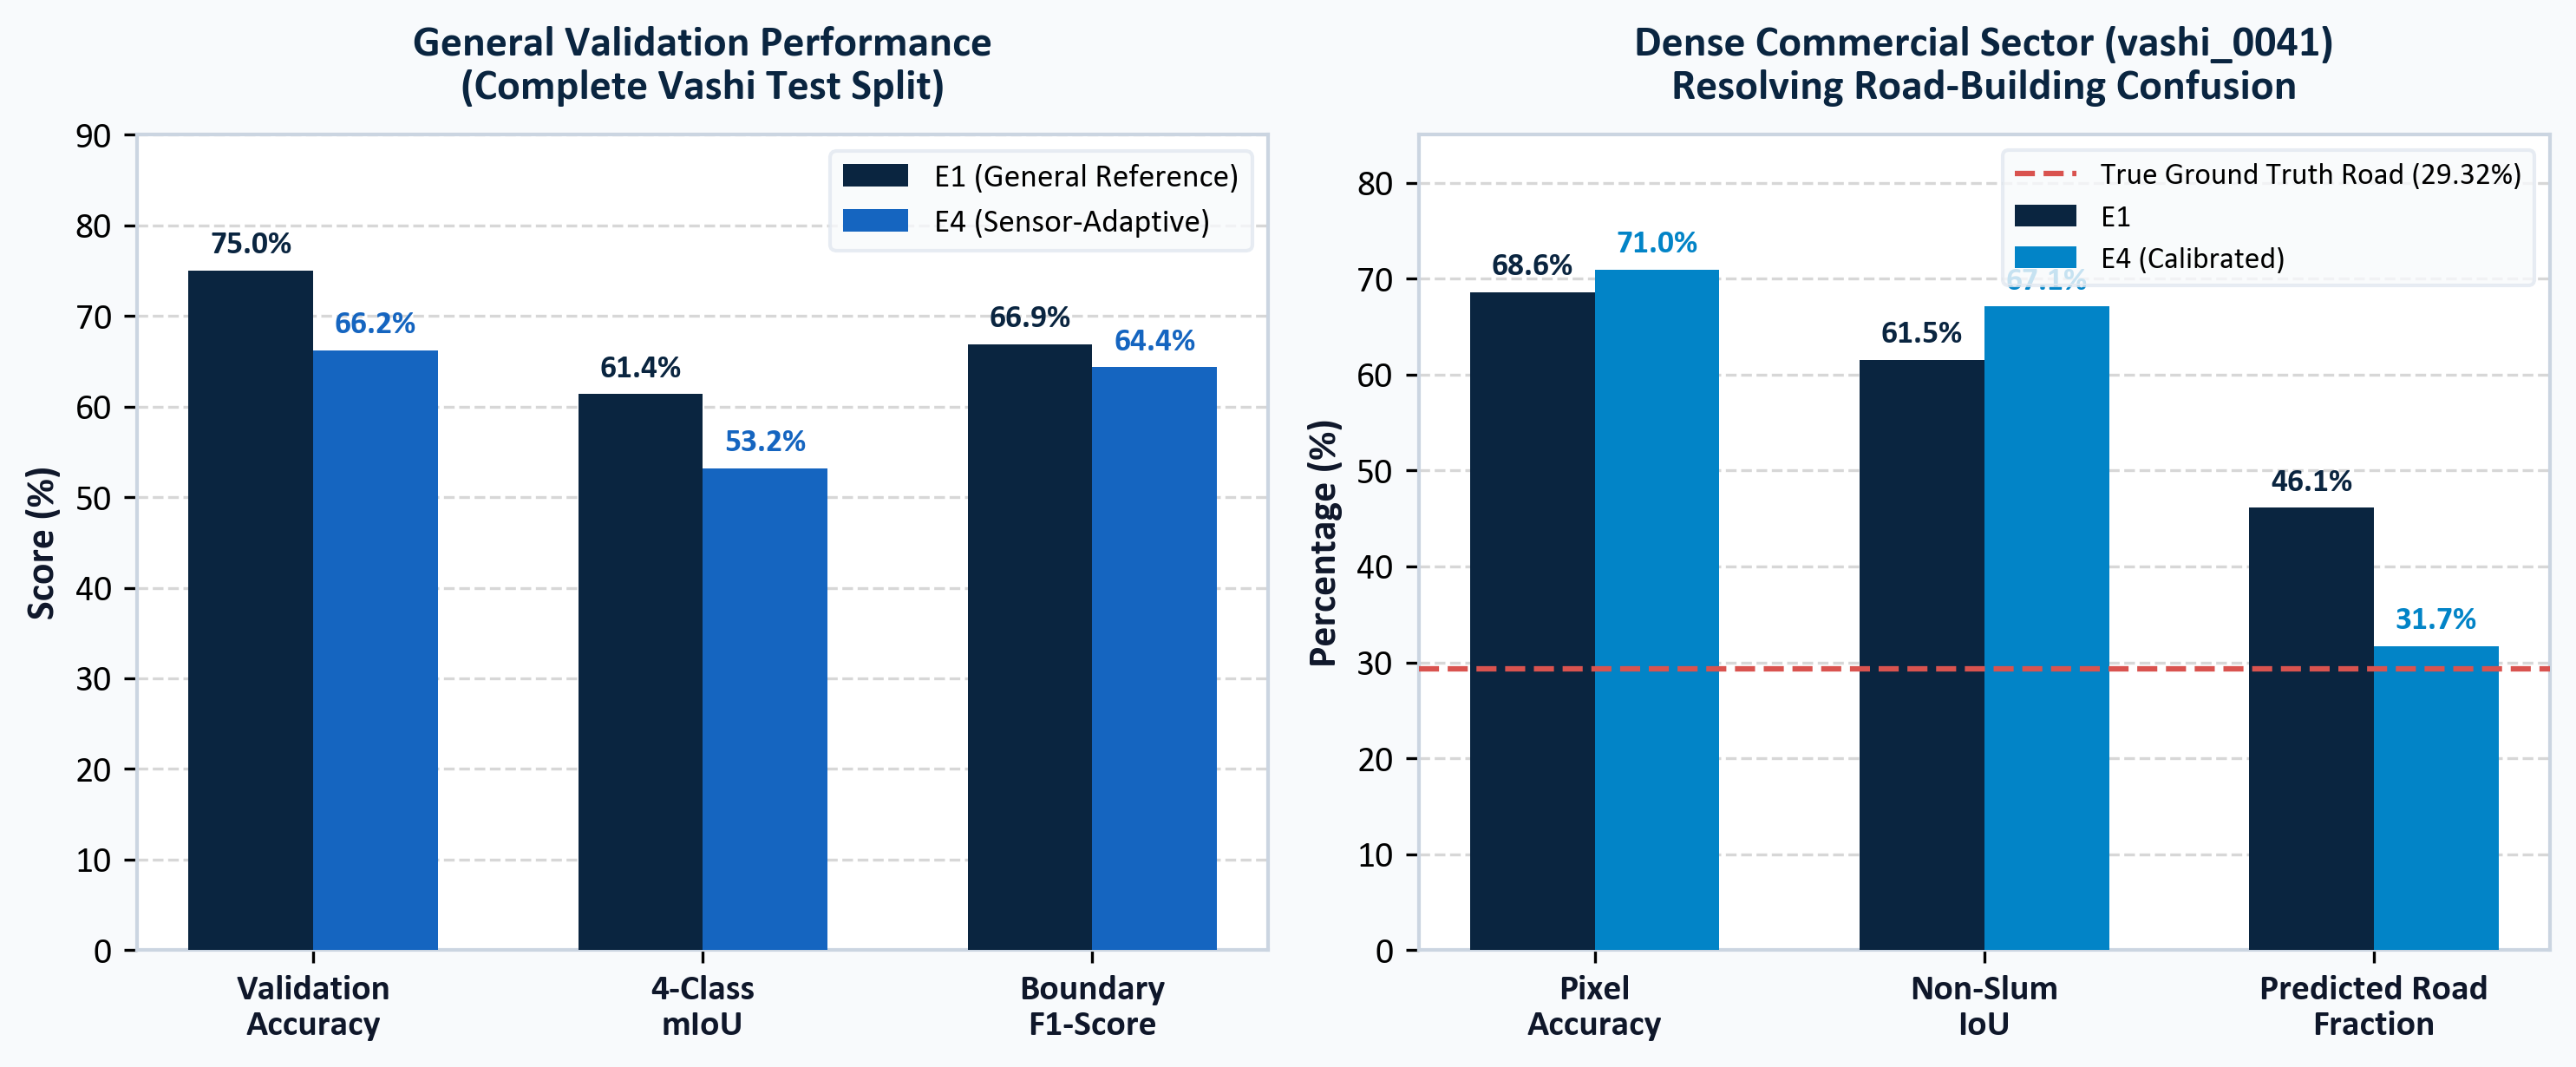 General Validation Performance
(Complete Vashi Test Split)
Score (%)
90
80
70
60
50
40
30
20
10
0
E1 (General Reference)
E4 (Sensor-Adaptive)
75.0%
66.2%
61.4%
53.2%
66.9%
64.4%
Validation
Accuracy
4-Class
mIoU
Boundary
F1-Score
Dense Commercial Sector (vashi_0041)
Resolving Road-Building Confusion
Percentage (%)
80
70
60
50
40
30
20
10
0
True Ground Truth Road (29.32%)
E1
E4 (Calibrated)
68.6%
71.0%
61.5%
67.1%
46.1%
31.7%
Pixel
Accuracy
Non-Slum
IoU
Predicted Road
Fraction